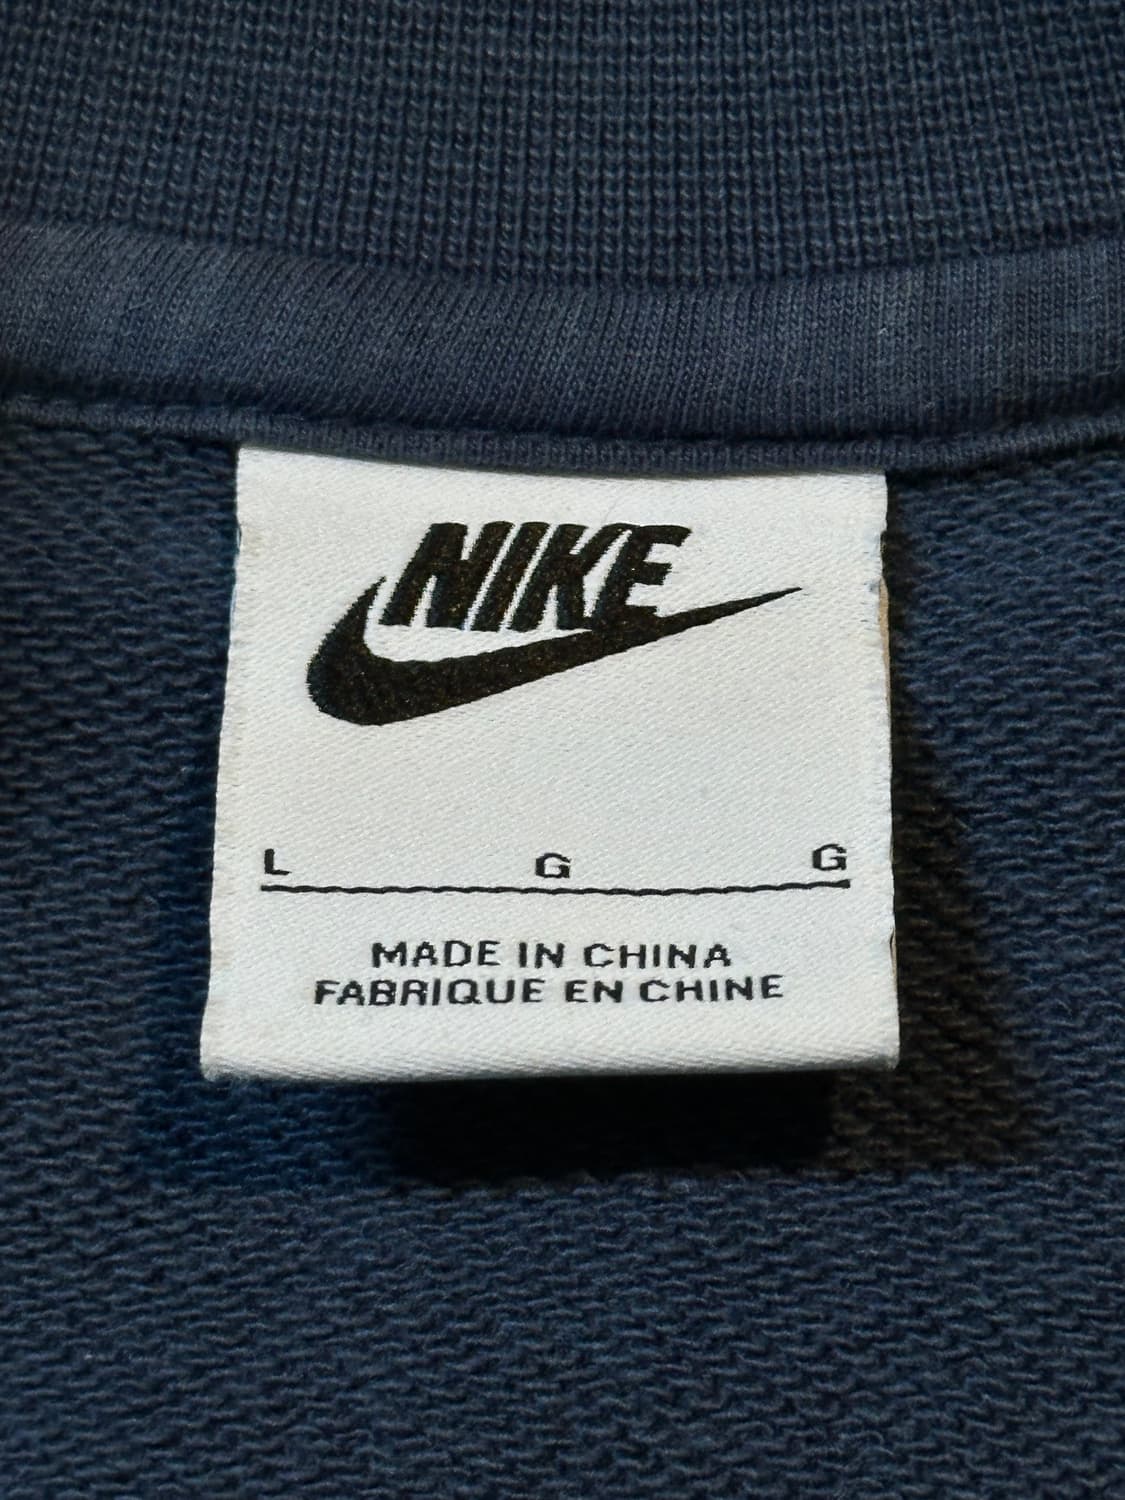 NIKE
L G G
MADE IN CHINA
FABRIQUE EN CHINE